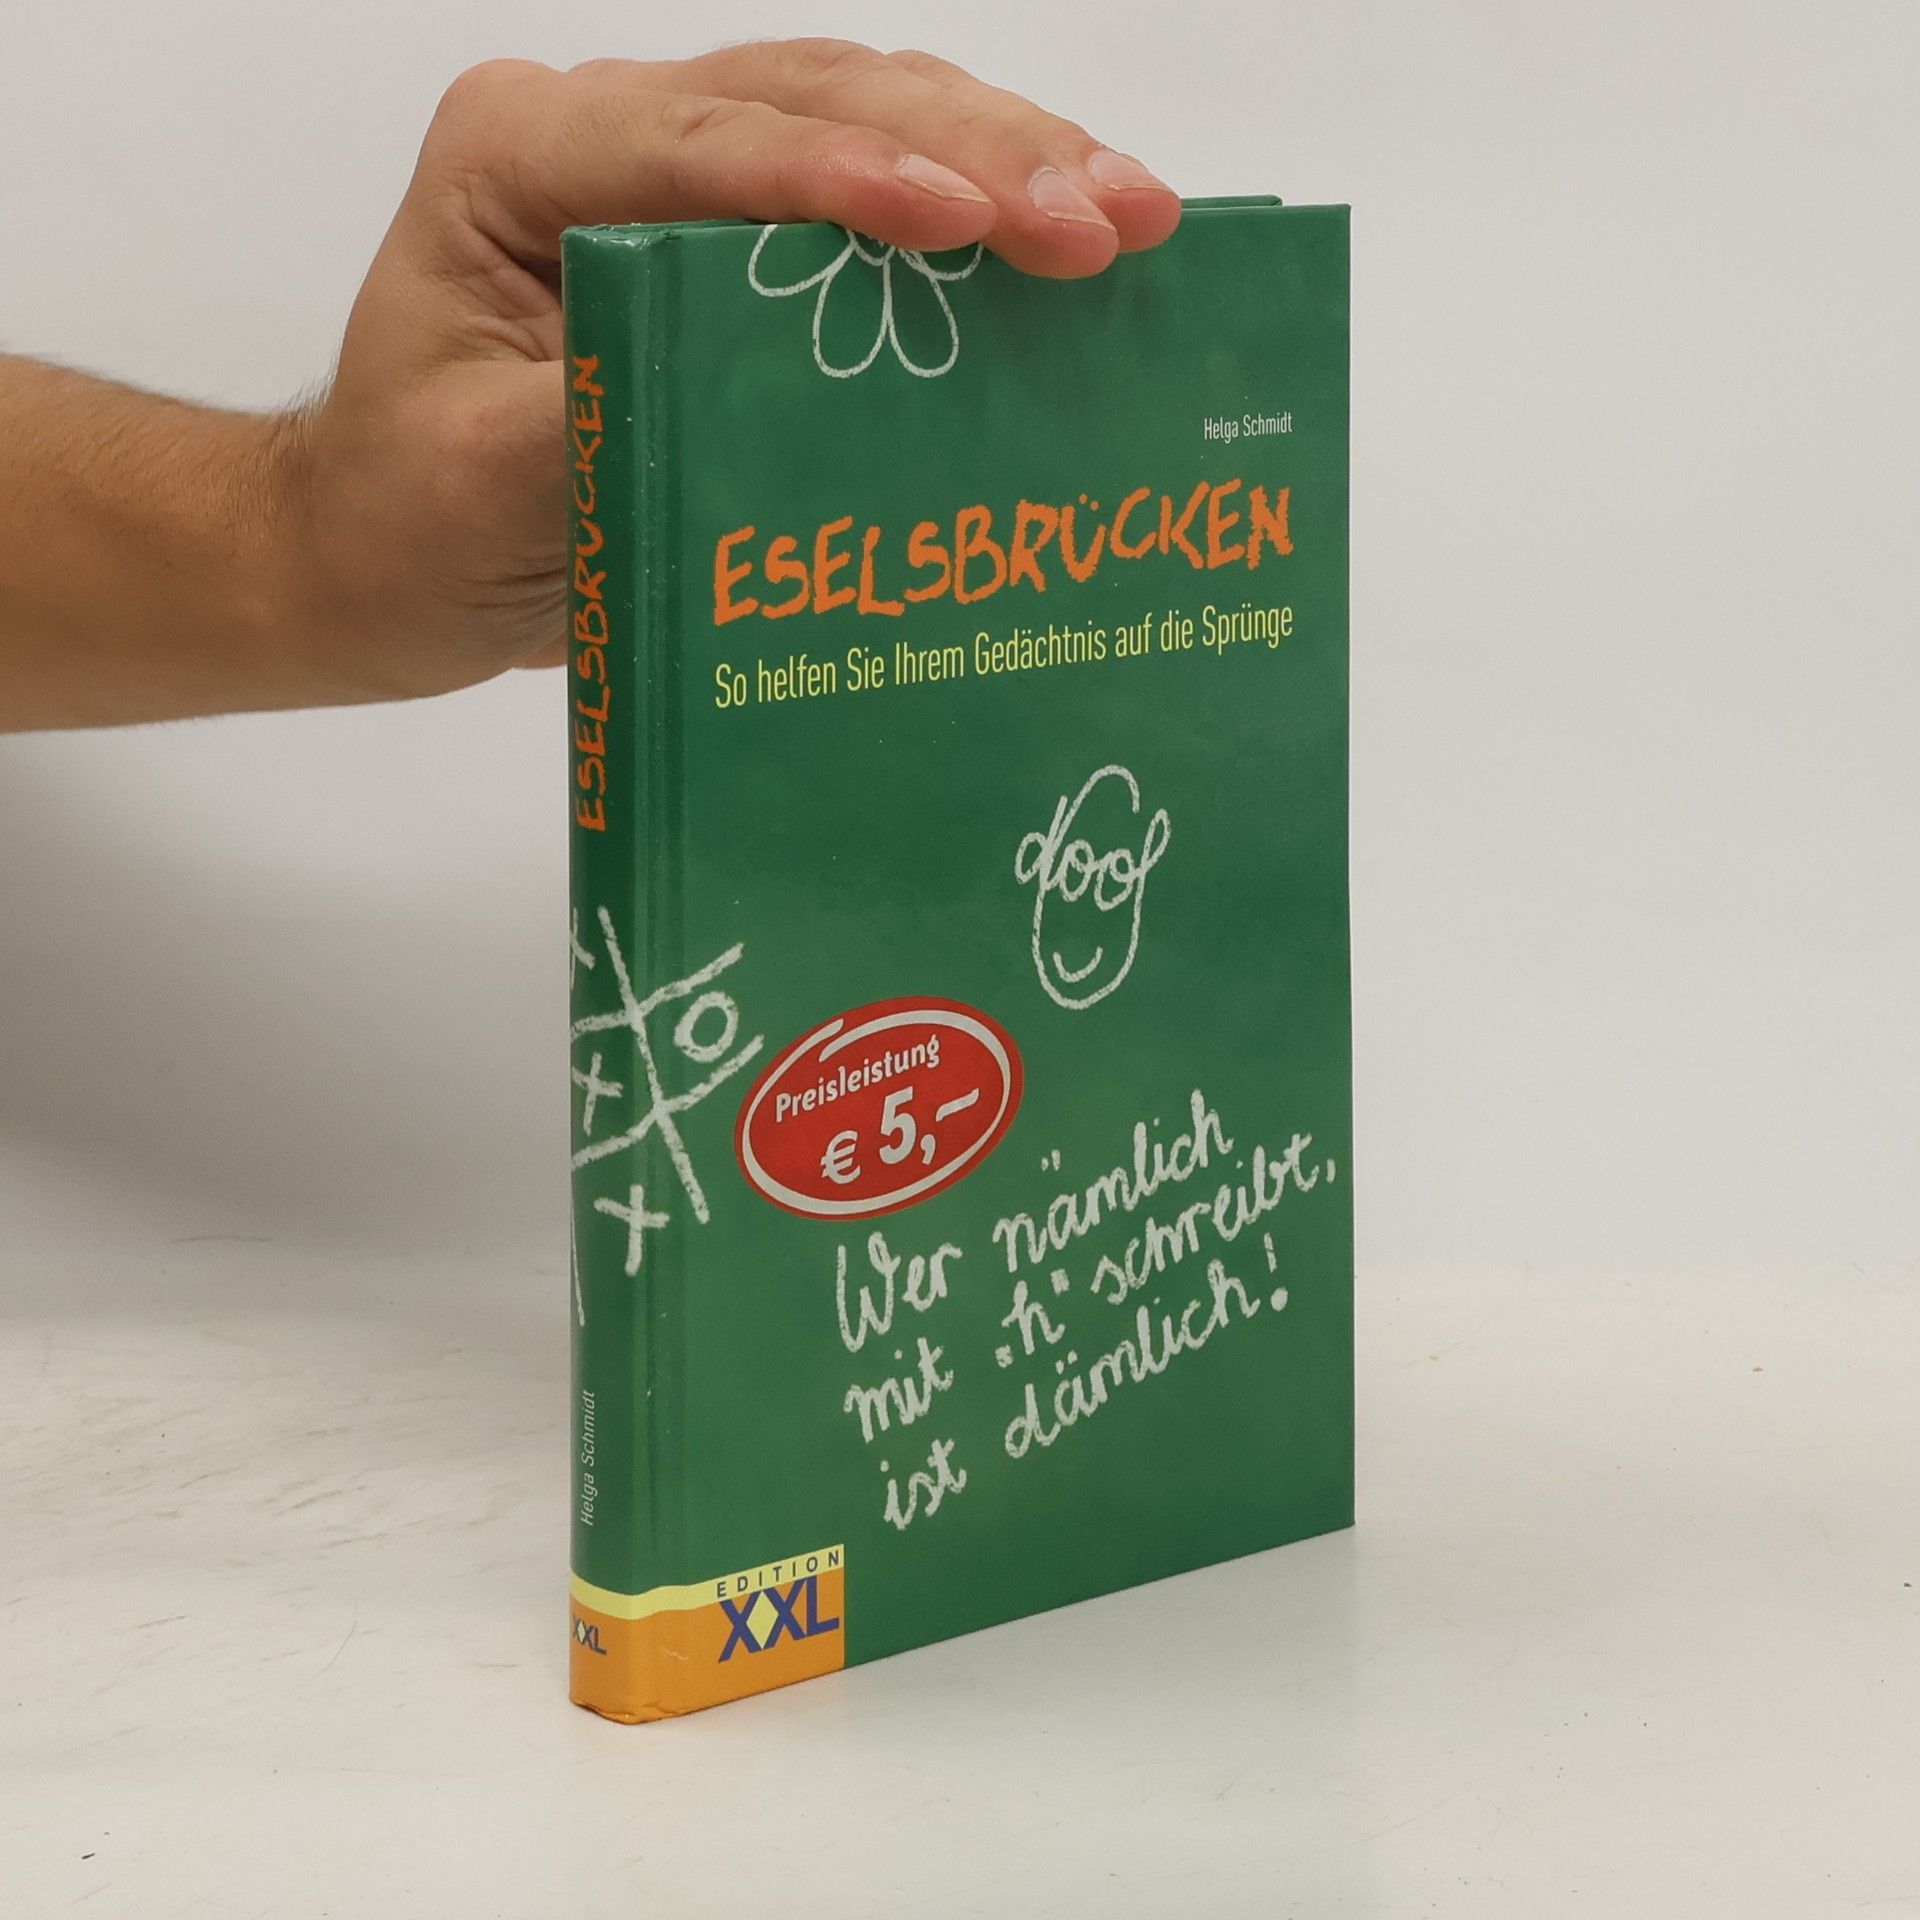 Helga Schmidt
ESELSBRÜCKEN
So helfen Sie Ihrem Gedächtnis auf die Sprünge
doof
Preisleistung
€ 5,–
Wer nämlich
mit „h" schreibt,
ist dämlich!
EDITION
XXL
ESELSBRÜCKEN
Helga Schmidt
XXL